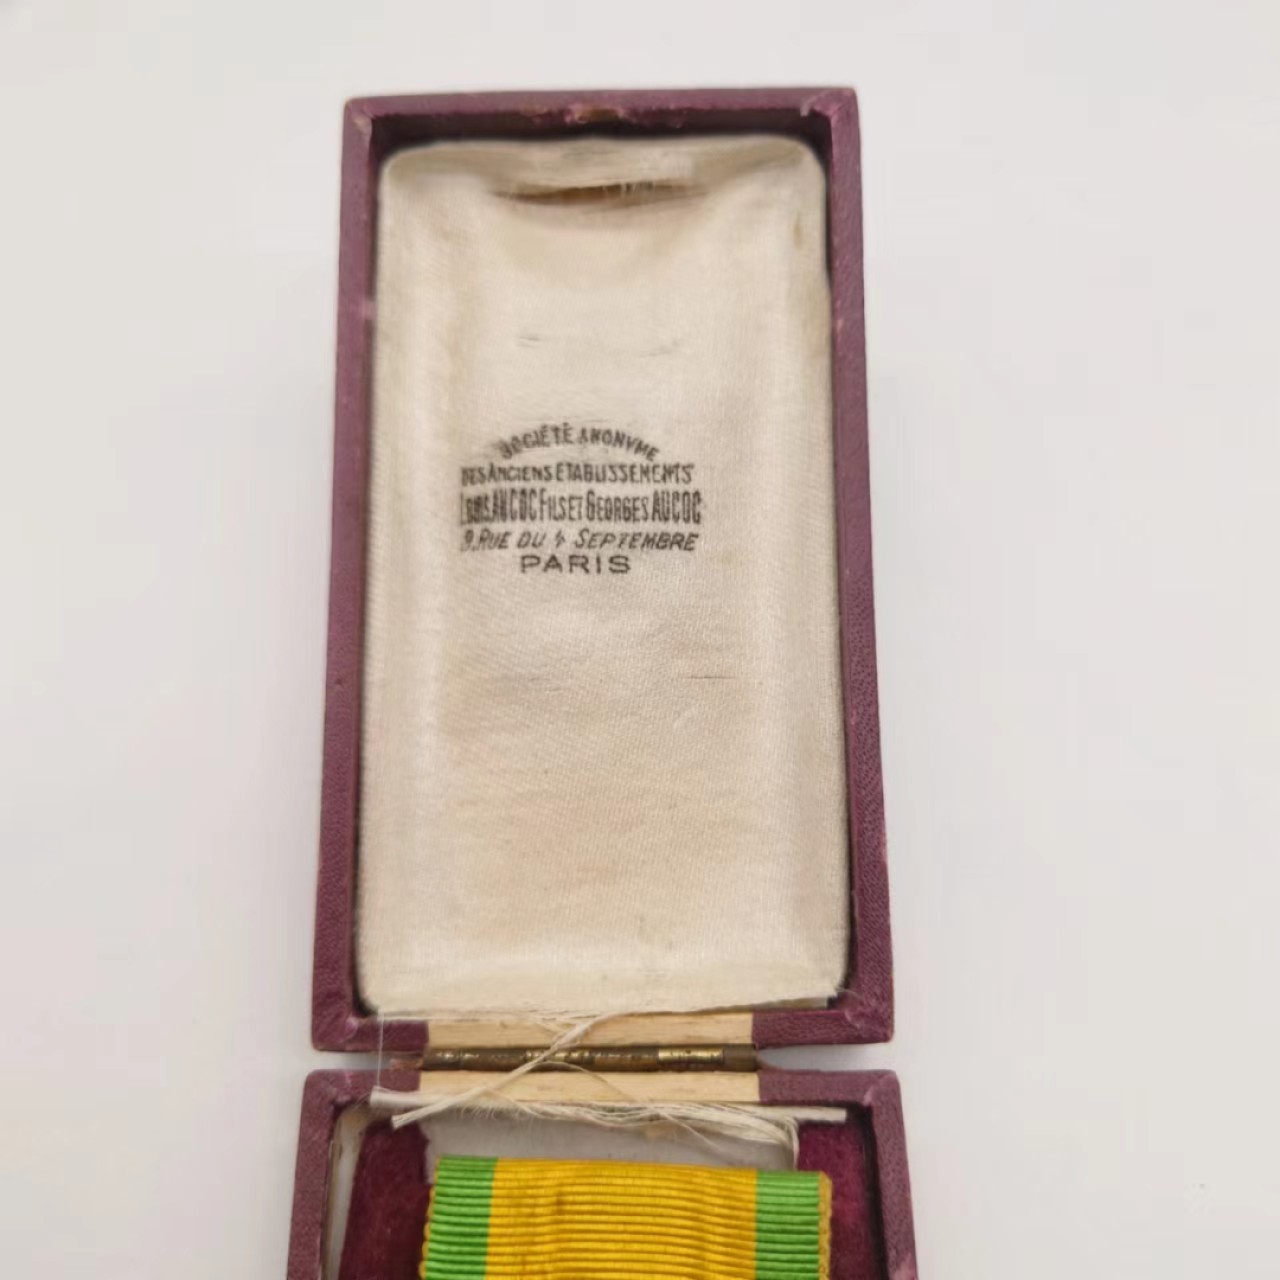 SOCIÉTÉ ANONYME
DES ANCIENS ETABLISSEMENTS
LOUIS AUCOC FILS ET GEORGES AUCOC
9. RUE DU 4 SEPTEMBRE
PARIS